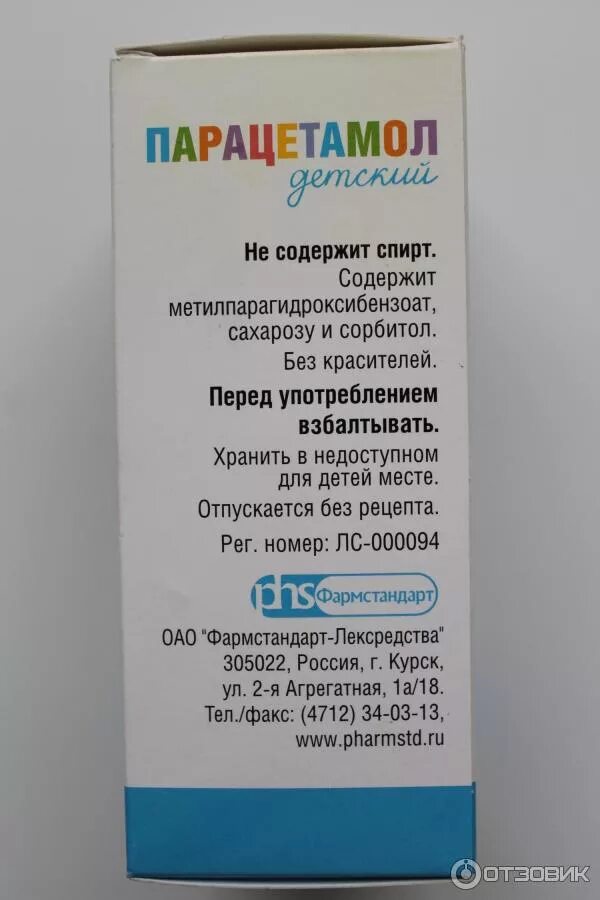 ПАРАЦЕТАМОЛ
детский
Не содержит спирт.
Содержит
метилпарагидроксибензоат,
сахарозу и сорбитол.
Без красителей.
Перед употреблением
взбалтывать.
Хранить в недоступном
для детей месте.
Отпускается без рецепта.
Рег. номер: ЛС-000094
phs Фармстандарт
ОАО "Фармстандарт-Лексредства"
305022, Россия, г. Курск,
ул. 2-я Агрегатная, 1а/18.
Тел./факс: (4712) 34-03-13,
www.pharmstd.ru
ОТЗОВИК